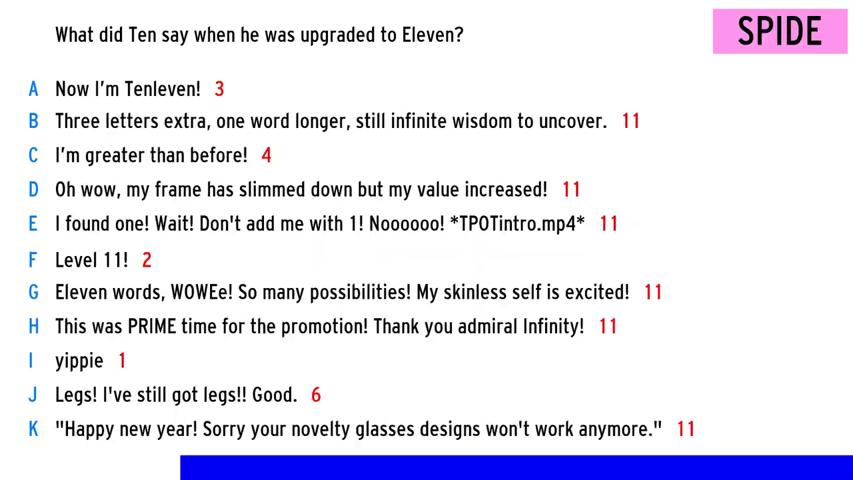 What did Ten say when he was upgraded to Eleven?
SPIDE
A Now I'm Tenleven! 3
B Three letters extra, one word longer, still infinite wisdom to uncover. 11
C I'm greater than before! 4
D Oh wow, my frame has slimmed down but my value increased! 11
E I found one! Wait! Don't add me with 1! Noooooo! *TPOTintro.mp4* 11
F Level 11! 2
G Eleven words, WOWEe! So many possibilities! My skinless self is excited! 11
H This was PRIME time for the promotion! Thank you admiral Infinity! 11
I yippie 1
J Legs! I've still got legs!! Good. 6
K "Happy new year! Sorry your novelty glasses designs won't work anymore." 11